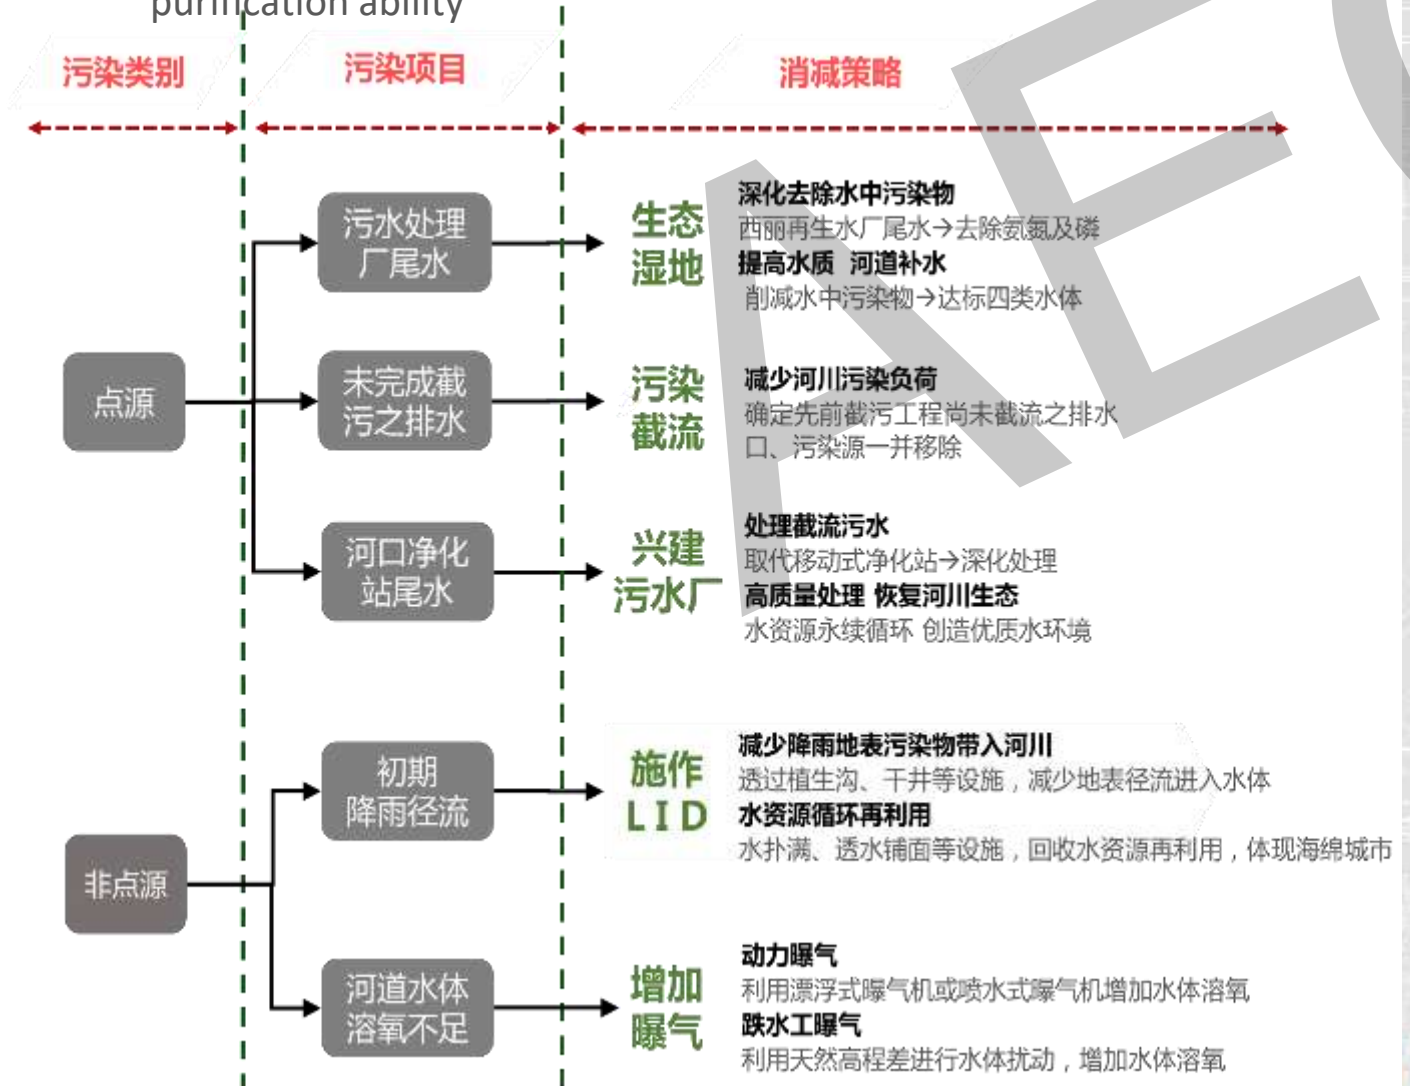 purification ability
污染类别
污染项目
消减策略
点源
污水处理
厂尾水
生态
湿地
深化去除水中污染物
西丽再生水厂尾水→去除氨氮及磷
提高水质 河道补水
削减水中污染物→达标四类水体
未完成截
污之排水
污染
截流
减少河川污染负荷
确定先前截污工程尚未截流之排水
口、污染源一并移除
河口净化
站尾水
兴建
污水厂
处理截流污水
取代移动式净化站→深化处理
高质量处理 恢复河川生态
水资源永续循环 创造优质水环境
非点源
初期
降雨径流
施作
LID
减少降雨地表污染物带入河川
透过植生沟、干井等设施，减少地表径流进入水体
水资源循环再利用
水扑满、透水铺面等设施，回收水资源再利用，体现海绵城市
河道水体
溶氧不足
增加
曝气
动力曝气
利用漂浮式曝气机或喷水式曝气机增加水体溶氧
跌水工曝气
利用天然高程差进行水体扰动，增加水体溶氧